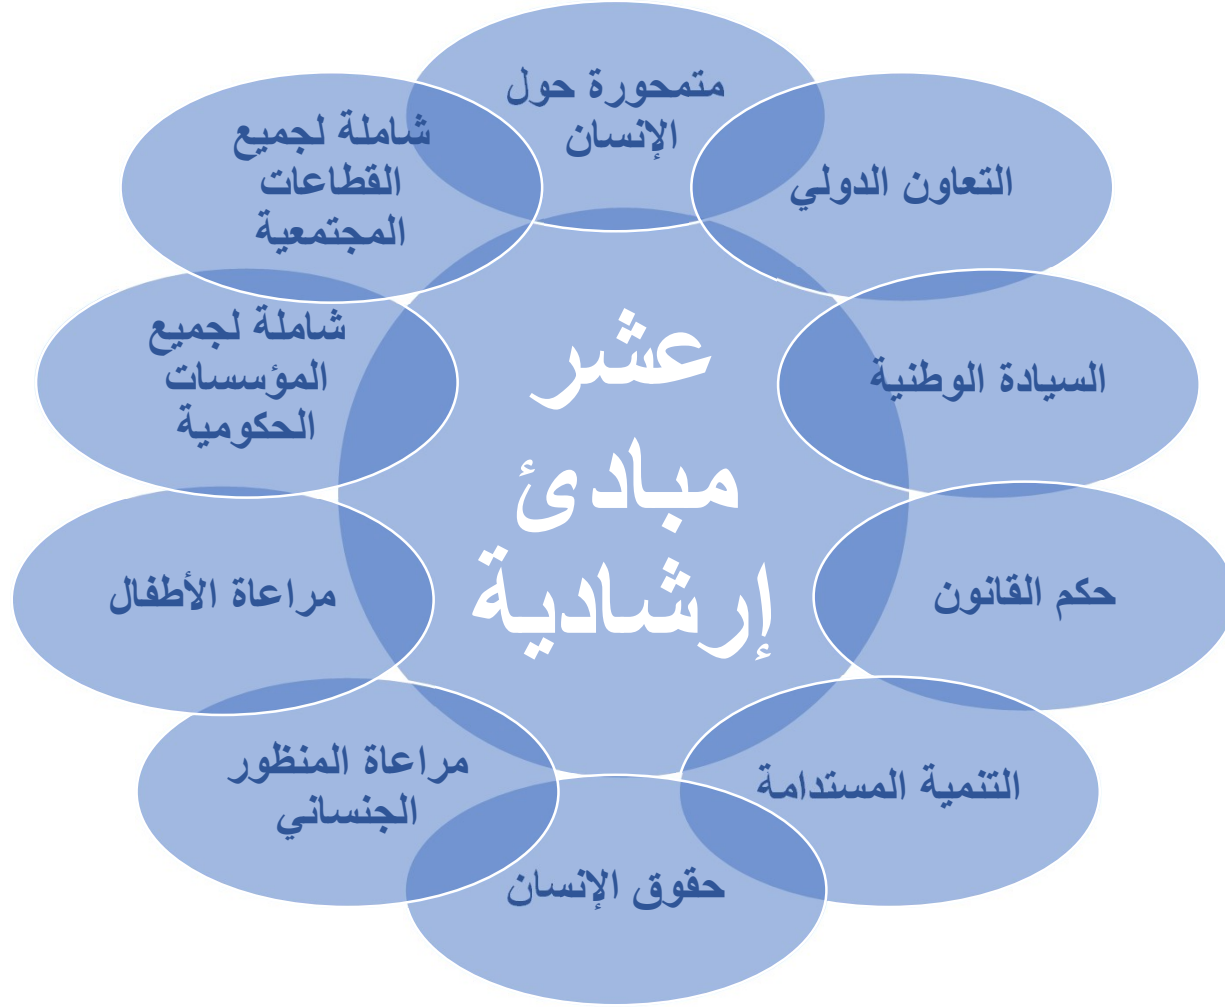 متمحورة حول
الإنسان
التعاون الدولي
السيادة الوطنية
حكم القانون
التنمية المستدامة
حقوق الإنسان
مراعاة المنظور
الجنساني
مراعاة الأطفال
شاملة لجميع
المؤسسات
الحكومية
شاملة لجميع
القطاعات
المجتمعية
عشر
مبادئ
إرشادية